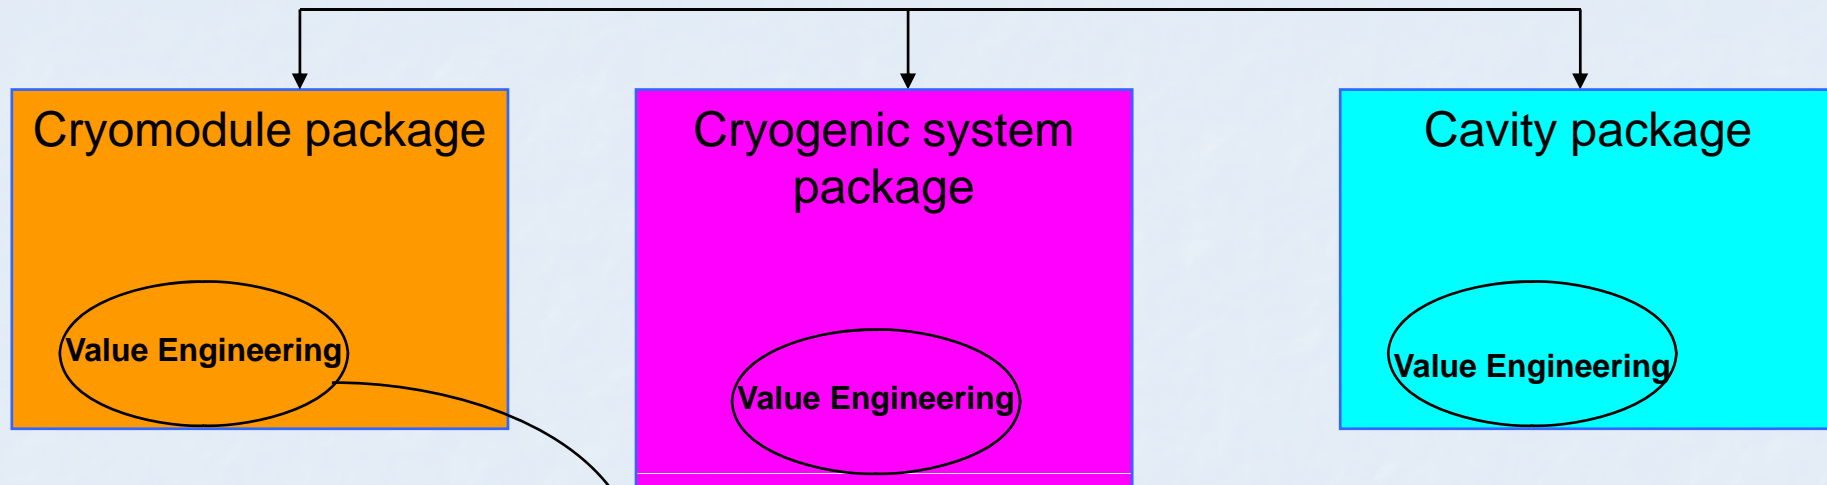 Cryomodule package
Cryogenic system
package
Cavity package
Value Engineering
Value Engineering
Value Engineering